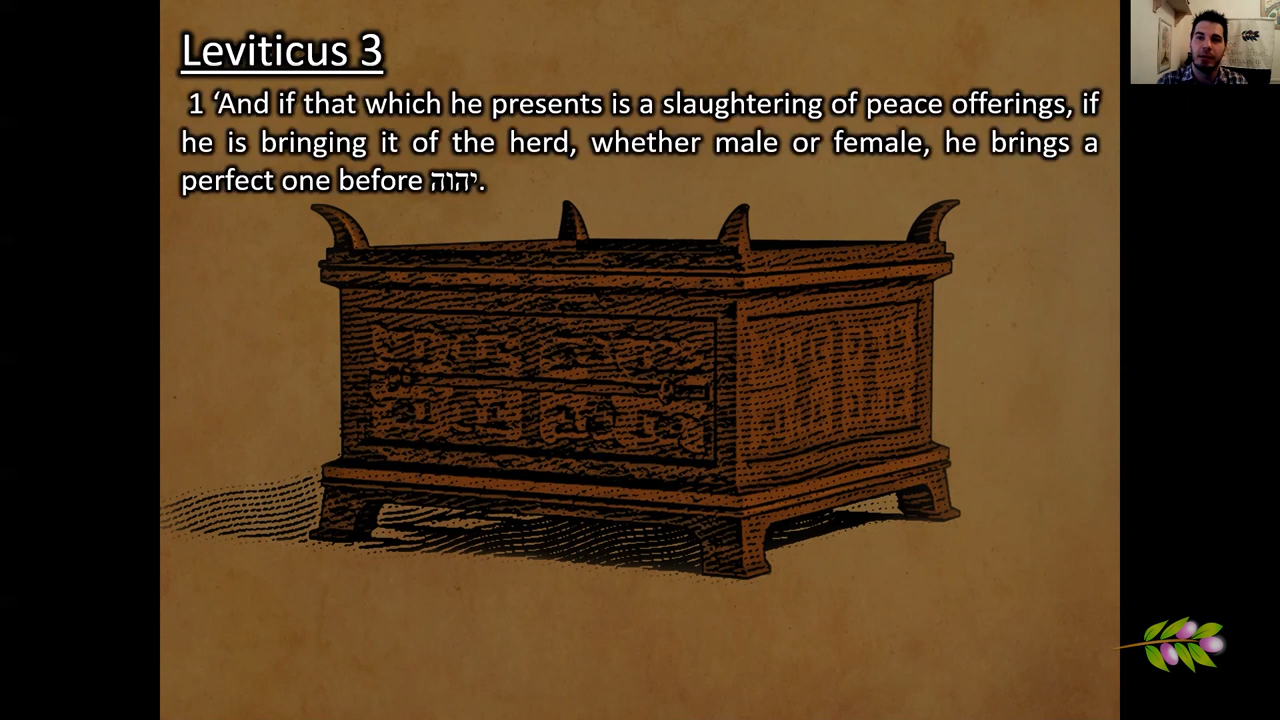 Leviticus 3
1 ‘And if that which he presents is a slaughtering of peace offerings, if
he is bringing it of the herd, whether male or female, he brings a
perfect one before יהוה.